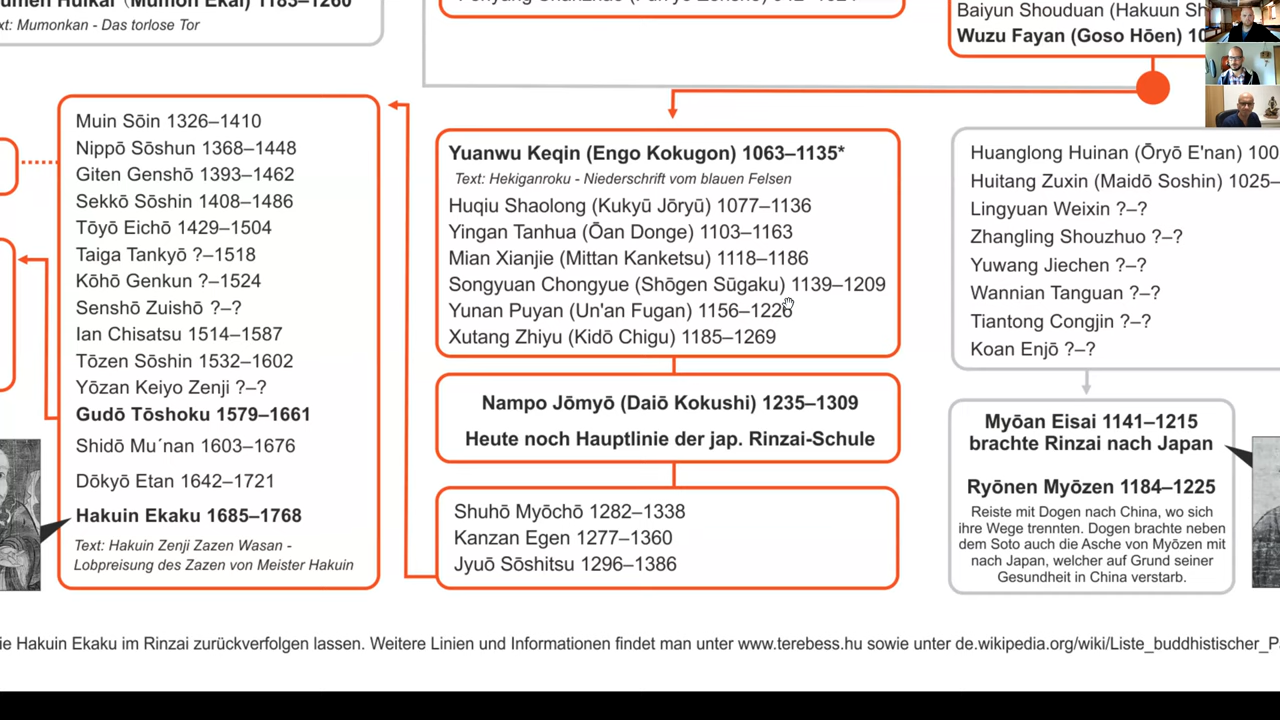 (Mumon Ekai) 1183–1260
Text: Mumonkan - Das torlose Tor
Baiyun Shouduan (Hakuun
Wuzu Fayan (Goso Hōen)
Muin Sōin 1326–1410
Nippō Sōshun 1368–1448
Giten Genshō 1393–1462
Sekkō Sōshin 1408–1486
Tōyō Eichō 1429–1504
Taiga Tankyō ?–1518
Kōhō Genkun ?–1524
Senshō Zuishō ?–?
Ian Chisatsu 1514–1587
Tōzen Sōshin 1532–1602
Yōzan Keiyo Zenji ?–?
Gudō Tōshoku 1579–1661
Shidō Mu´nan 1603–1676
Dōkyō Etan 1642–1721
Hakuin Ekaku 1685–1768
Text: Hakuin Zenji Zazen Wasan -
Lobpreisung des Zazen von Meister Hakuin
Yuanwu Keqin (Engo Kokugon) 1063–1135*
Text: Hekiganroku - Niederschrift vom blauen Felsen
Huqiu Shaolong (Kukyū Jōryū) 1077–1136
Yingan Tanhua (Ōan Donge) 1103–1163
Mian Xianjie (Mittan Kanketsu) 1118–1186
Songyuan Chongyue (Shōgen Sūgaku) 1139–1209
Yunan Puyan (Un'an Fugan) 1156–1226
Xutang Zhiyu (Kidō Chigu) 1185–1269
Nampo Jōmyō (Daiō Kokushi) 1235–1309
Heute noch Hauptlinie der jap. Rinzai-Schule
Shuhō Myōchō 1282–1338
Kanzan Egen 1277–1360
Jyuō Sōshitsu 1296–1386
Huanglong Huinan (Ōryō E'nan) 100
Huitang Zuxin (Maidō Soshin) 1025–
Lingyuan Weixin ?–?
Zhangling Shouzhuo ?–?
Yuwang Jiechen ?–?
Wannian Tanguan ?–?
Tiantong Congjin ?–?
Koan Enjō ?–?
Myōan Eisai 1141–1215
brachte Rinzai nach Japan
Ryōnen Myōzen 1184–1225
Reiste mit Dogen nach China, wo sich
ihre Wege trennten. Dogen brachte neben
dem Soto auch die Asche von Myōzen mit
nach Japan, welcher auf Grund seiner
Gesundheit in China verstarb.
ie Hakuin Ekaku im Rinzai zurückverfolgen lassen. Weitere Linien und Informationen findet man unter www.terebess.hu sowie unter de.wikipedia.org/wiki/Liste_buddhistischer_P